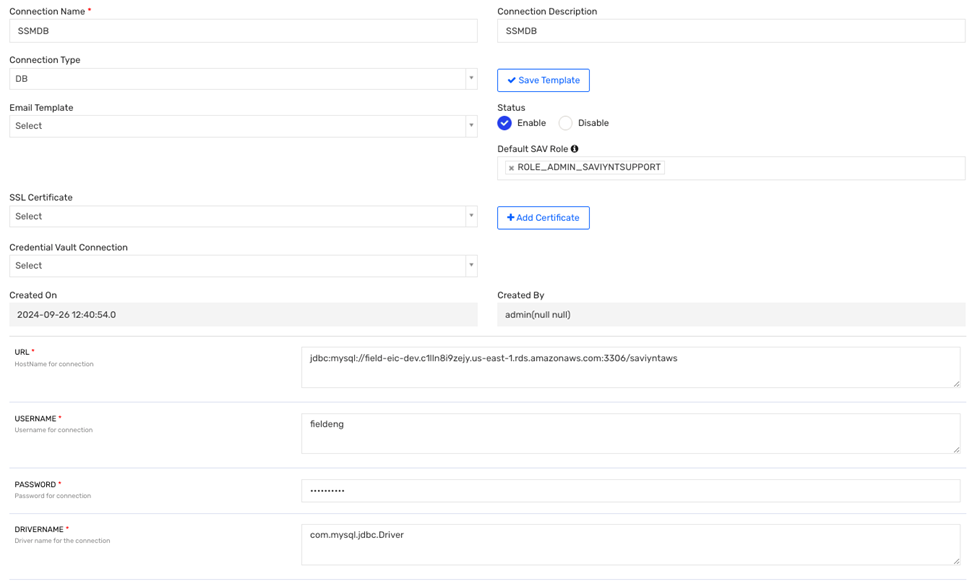 Connection Name *
Connection Description
SSMDB
SSMDB
Connection Type
DB
Save Template
Email Template
Status
Select
Enable
Disable
Default SAV Role
× ROLE_ADMIN_SAVIYNTSUPPORT
SSL Certificate
Select
+ Add Certificate
Credential Vault Connection
Select
Created On
Created By
2024-09-26 12:40:54.0
admin(null null)
URL *
HostName for connection
jdbc:mysql://field-eic-dev.c1lln8i9zejy.us-east-1.rds.amazonaws.com:3306/saviyntaws
USERNAME *
Username for connection
fieldeng
PASSWORD *
Password for connection
••••••••••
DRIVERNAME *
Driver name for the connection
com.mysql.jdbc.Driver